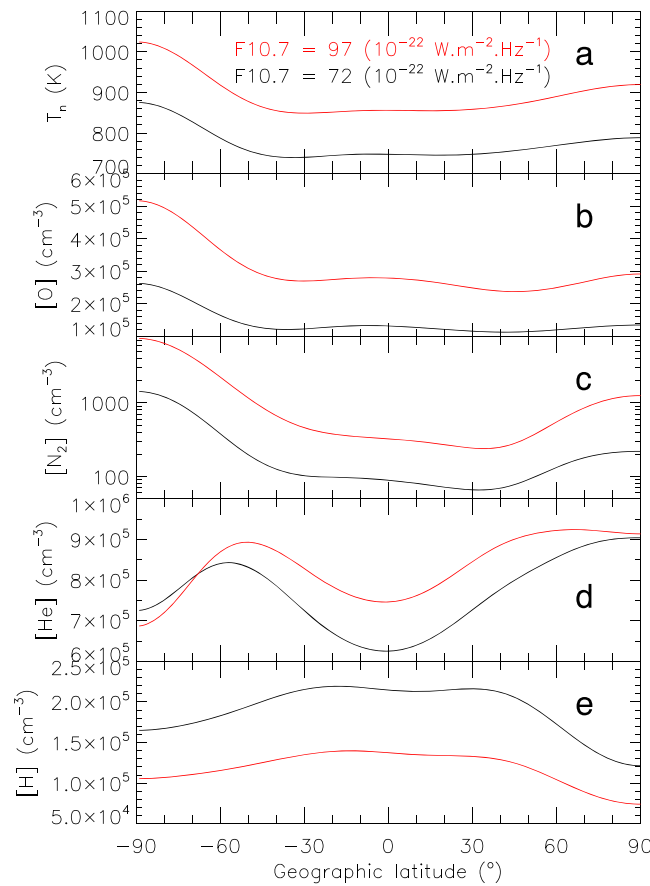 1100
1000
900
800
700
T_n (K)
F10.7 = 97 (10⁻²² W.m⁻².Hz⁻¹)
F10.7 = 72 (10⁻²² W.m⁻².Hz⁻¹)
a
6×10⁵
5×10⁵
4×10⁵
3×10⁵
2×10⁵
1×10⁵
[O] (cm⁻³)
b
1000
100
[N₂] (cm⁻³)
c
1×10⁶
9×10⁵
8×10⁵
7×10⁵
6×10⁵
[He] (cm⁻³)
d
2.5×10⁵
2.0×10⁵
1.5×10⁵
1.0×10⁵
5.0×10⁴
[H] (cm⁻³)
e
−90 −60 −30 0 30 60 90
Geographic latitude (°)